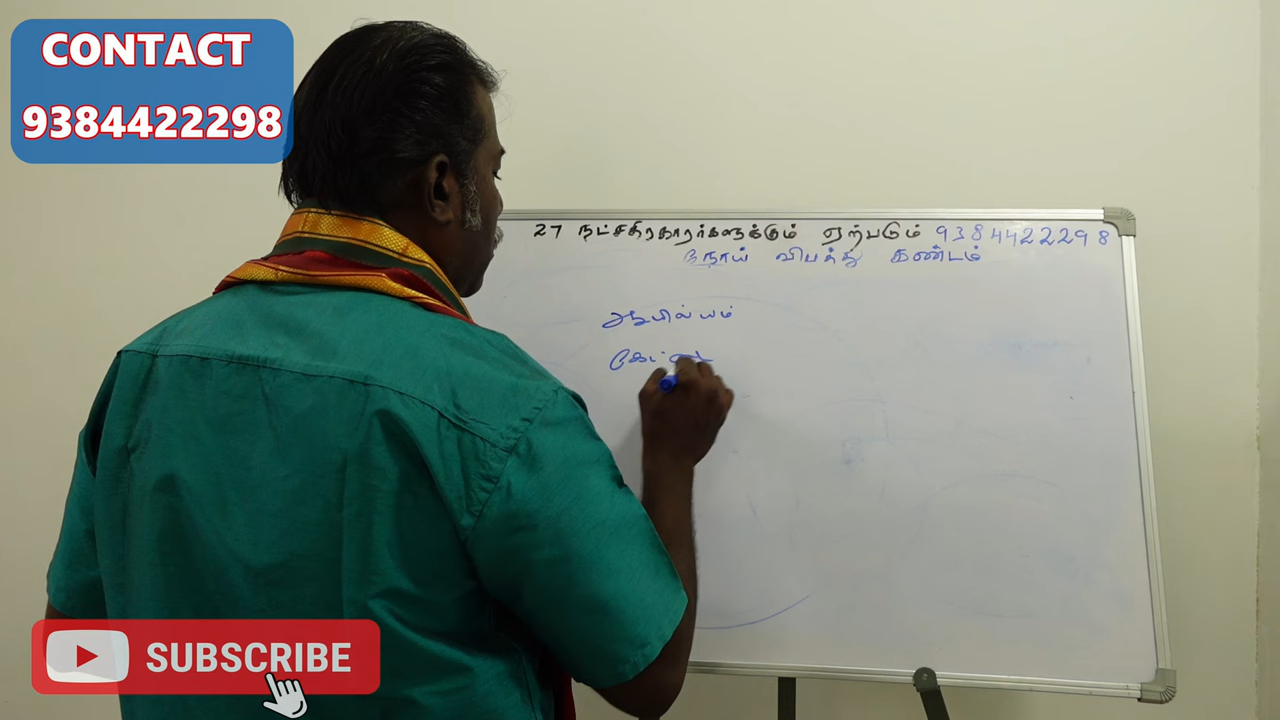 CONTACT
9384422298
27 நட்சத்திரகாரர்களுக்கும் ஏற்படும் 9384422298
நோய் விபத்து கண்டம்
ஆயில்யம்
கேட்டை
SUBSCRIBE